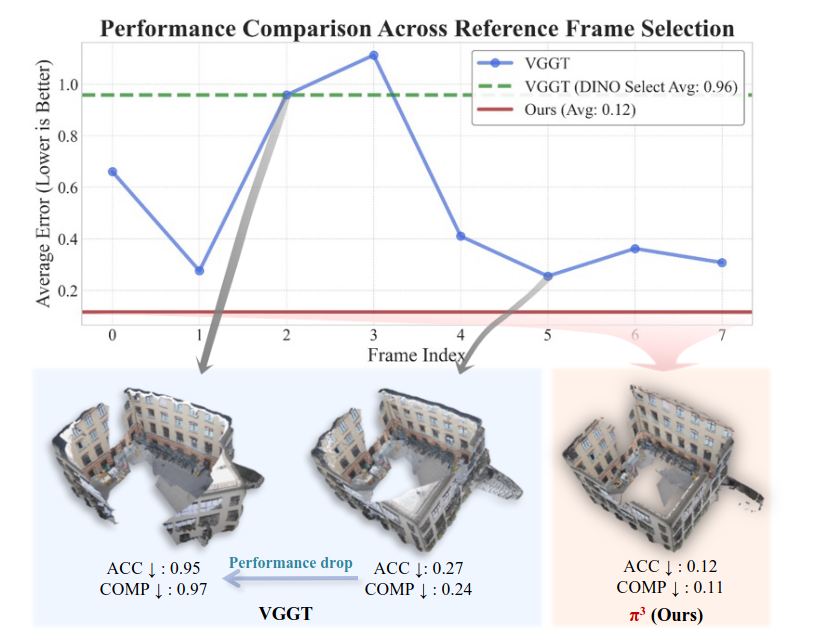 Performance Comparison Across Reference Frame Selection
Average Error (Lower is Better)
1.0
0.8
0.6
0.4
0.2
VGGT
VGGT (DINO Select Avg: 0.96)
Ours (Avg: 0.12)
0 1 2 3 4 5 6 7
Frame Index
ACC ↓ : 0.95
COMP ↓ : 0.97
Performance drop
ACC ↓: 0.27
COMP ↓ : 0.24
VGGT
ACC ↓ : 0.12
COMP ↓ : 0.11
π³ (Ours)